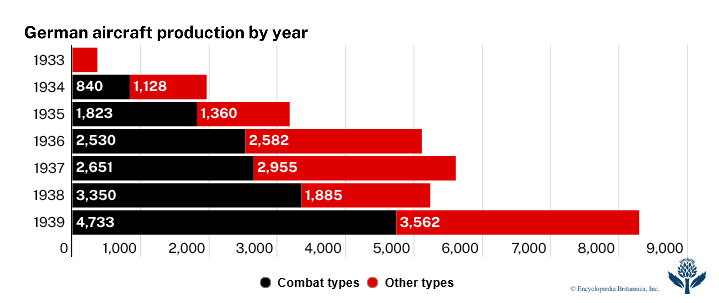 German aircraft production by year
1933
1934 840 1,128
1935 1,823 1,360
1936 2,530 2,582
1937 2,651 2,955
1938 3,350 1,885
1939 4,733 3,562
0 1,000 2,000 3,000 4,000 5,000 6,000 7,000 8,000 9,000
Combat types Other types
© Encyclopædia Britannica, Inc.